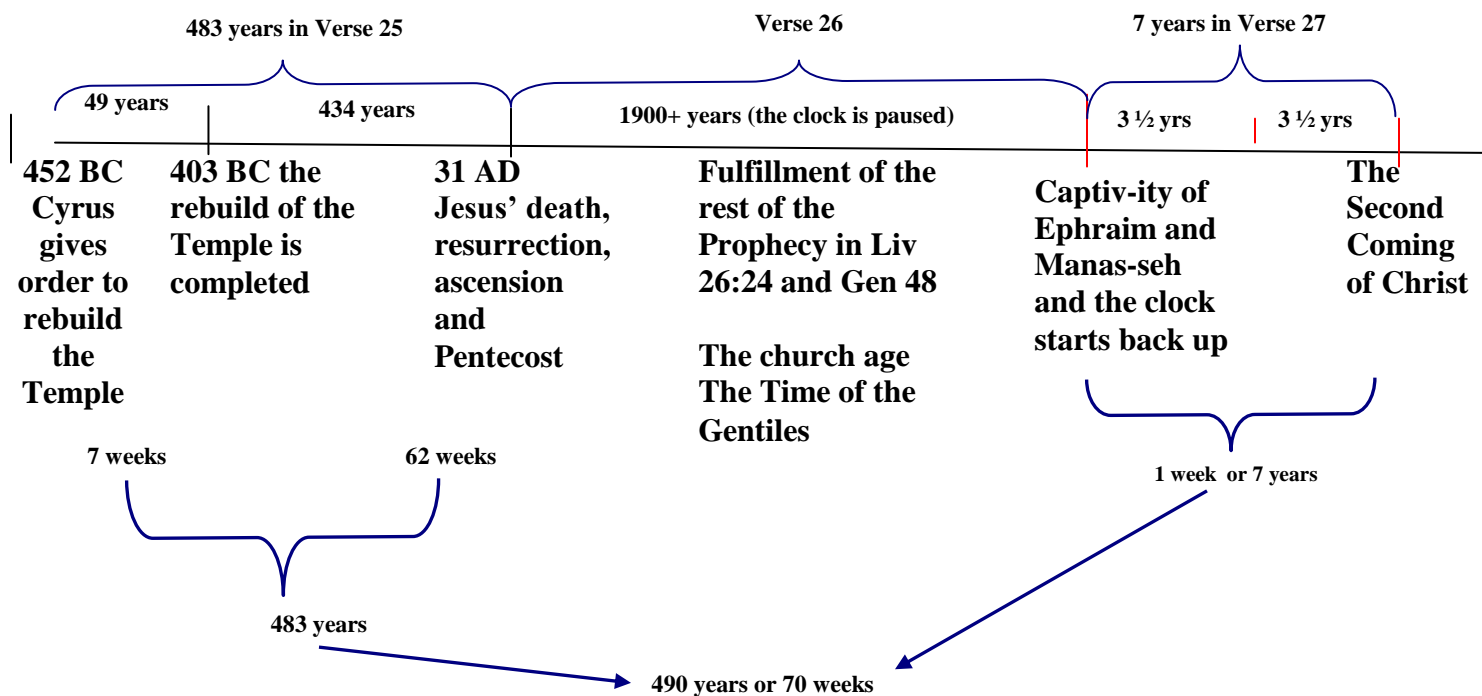 483 years in Verse 25
Verse 26
7 years in Verse 27
49 years
434 years
1900+ years (the clock is paused)
3 ½ yrs
3 ½ yrs
452 BC
Cyrus
gives
order to
rebuild
the
Temple
403 BC the
rebuild of the
Temple is
completed
31 AD
Jesus’ death,
resurrection,
ascension
and
Pentecost
Fulfillment of the
rest of the
Prophecy in Liv
26:24 and Gen 48
The church age
The Time of the
Gentiles
Captiv-ity of
Ephraim and
Manas-seh
and the clock
starts back up
The
Second
Coming
of Christ
7 weeks
62 weeks
1 week or 7 years
483 years
490 years or 70 weeks